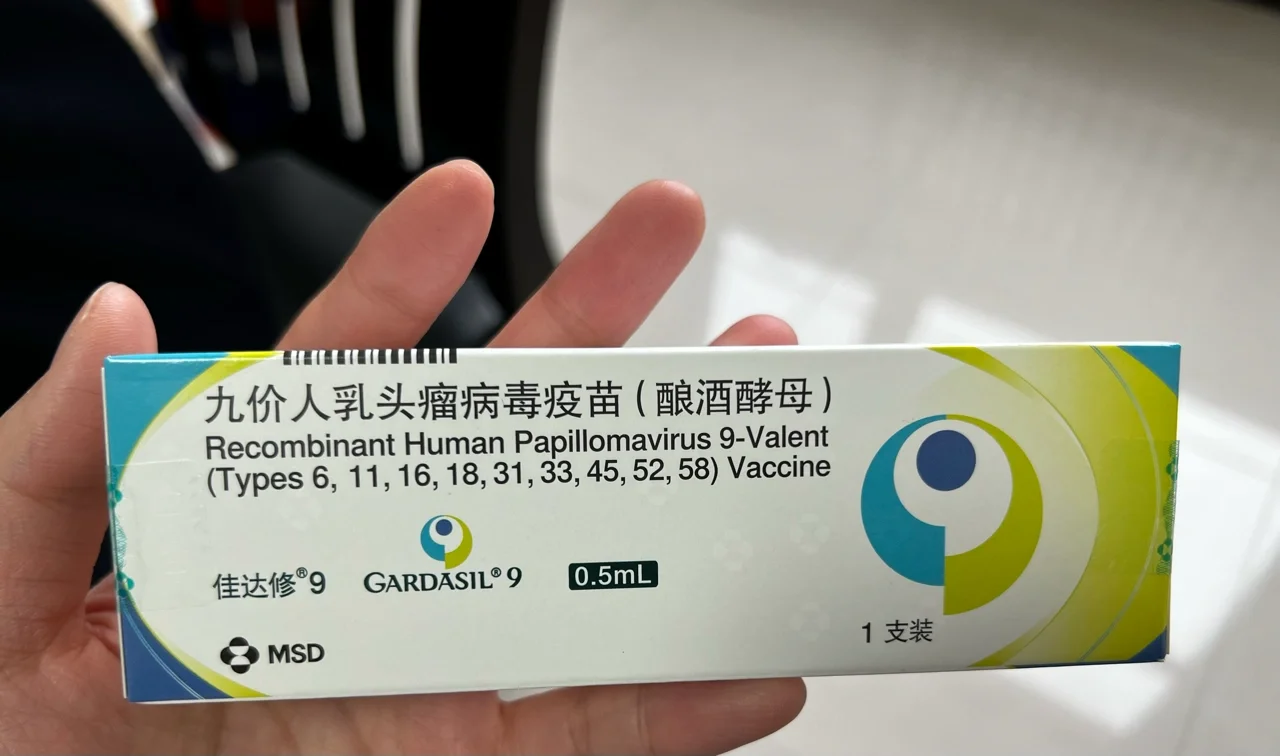 九价人乳头瘤病毒疫苗（酿酒酵母）
Recombinant Human Papillomavirus 9-Valent
(Types 6, 11, 16, 18, 31, 33, 45, 52, 58) Vaccine
佳达修®9 GARDASIL®9 0.5mL
MSD
1 支装